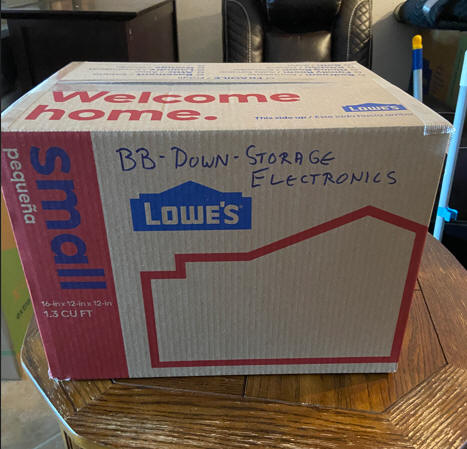 Welcome
home.
LOWE'S
This side up / Este lado hacia arriba
BB-DOWN-STORAGE
ELECTRONICS
LOWE'S
small
pequeña
16-in x 12-in x 12-in
1.3 CU FT